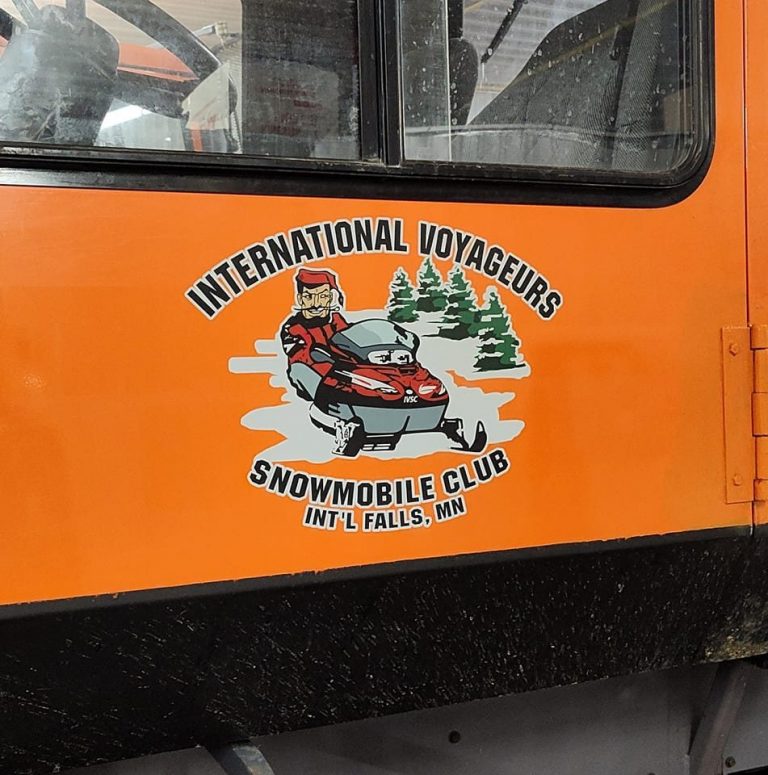 INTERNATIONAL VOYAGEURS
IVSC
SNOWMOBILE CLUB
INT'L FALLS, MN